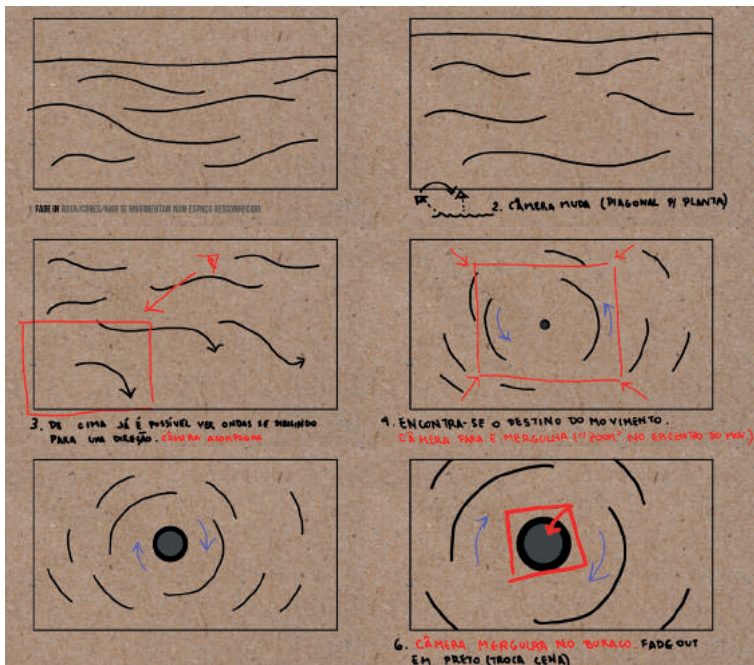 1. FADE IN ÁGUA/CORES/MAR SE MOVIMENTAM NUM ESPAÇO DESCONHECIDO
2. CÂMERA MUDA (DIAGONAL P/ PLANTA)
3. DE CIMA JÁ É POSSÍVEL VER ONDAS SE DIRIGINDO
PARA UMA DIREÇÃO. CÂMERA ACOMPANHA
4. ENCONTRA-SE O DESTINO DO MOVIMENTO.
CÂMERA PARA E MERGULHA ("ZOOM" NO EPICENTRO DO MOV.)
6. CÂMERA MERGULHA NO BURACO. FADE OUT
EM PRETO (TROCA CENA)